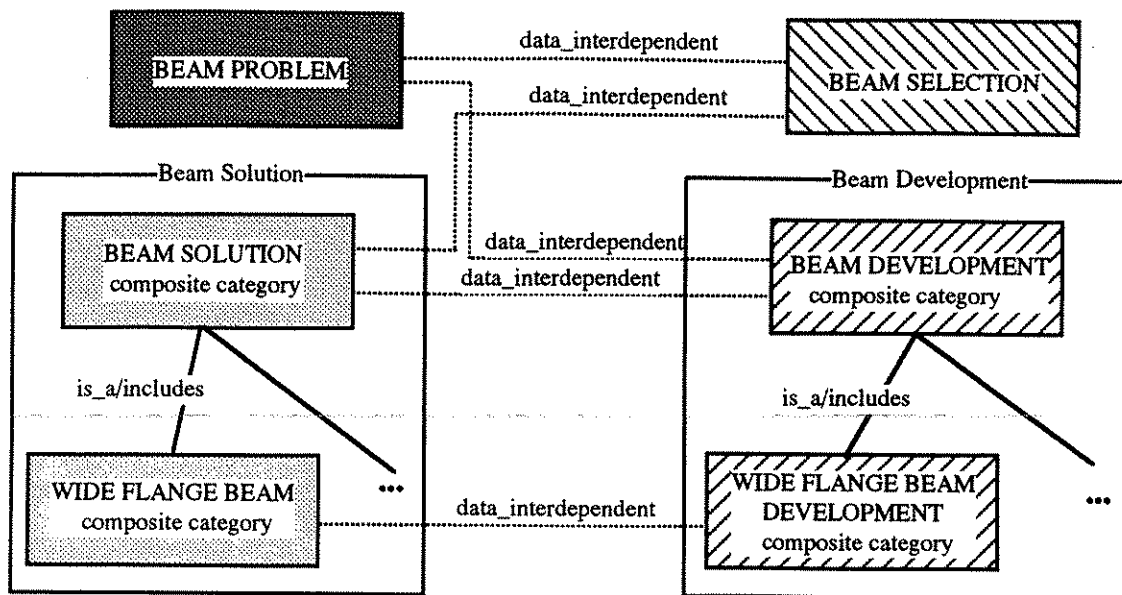 data_interdependent
BEAM PROBLEM
BEAM SELECTION
data_interdependent
Beam Solution
Beam Development
BEAM SOLUTION
composite category
data_interdependent
data_interdependent
BEAM DEVELOPMENT
composite category
is_a/includes
is_a/includes
WIDE FLANGE BEAM
composite category
...
data_interdependent
WIDE FLANGE BEAM
DEVELOPMENT
composite category
...